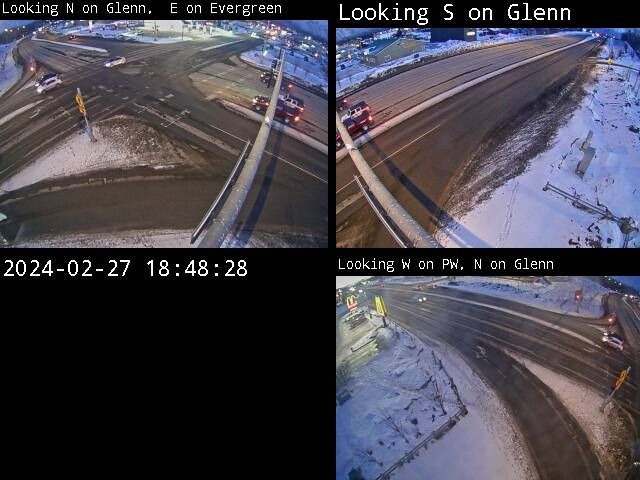 Looking N on Glenn,  E on Evergreen
Looking S on Glenn
2024-02-27 18:48:28
Looking W on PW, N on Glenn